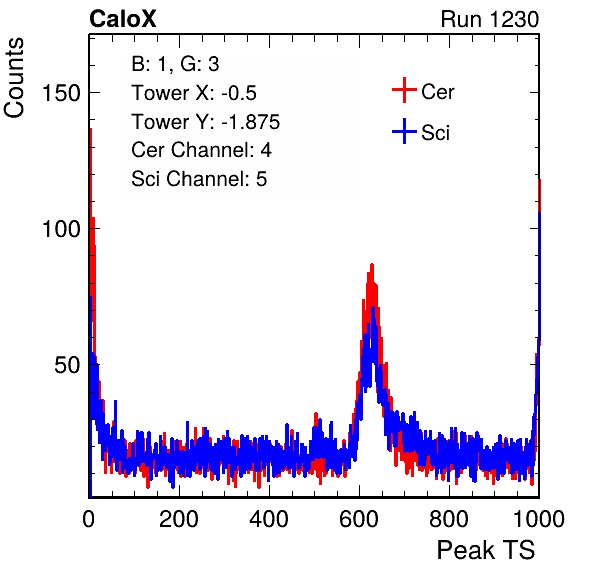 CaloX Run 1230
Counts
B: 1, G: 3
Tower X: -0.5
Tower Y: -1.875
Cer Channel: 4
Sci Channel: 5
Cer
Sci
150
100
50
0 200 400 600 800 1000
Peak TS